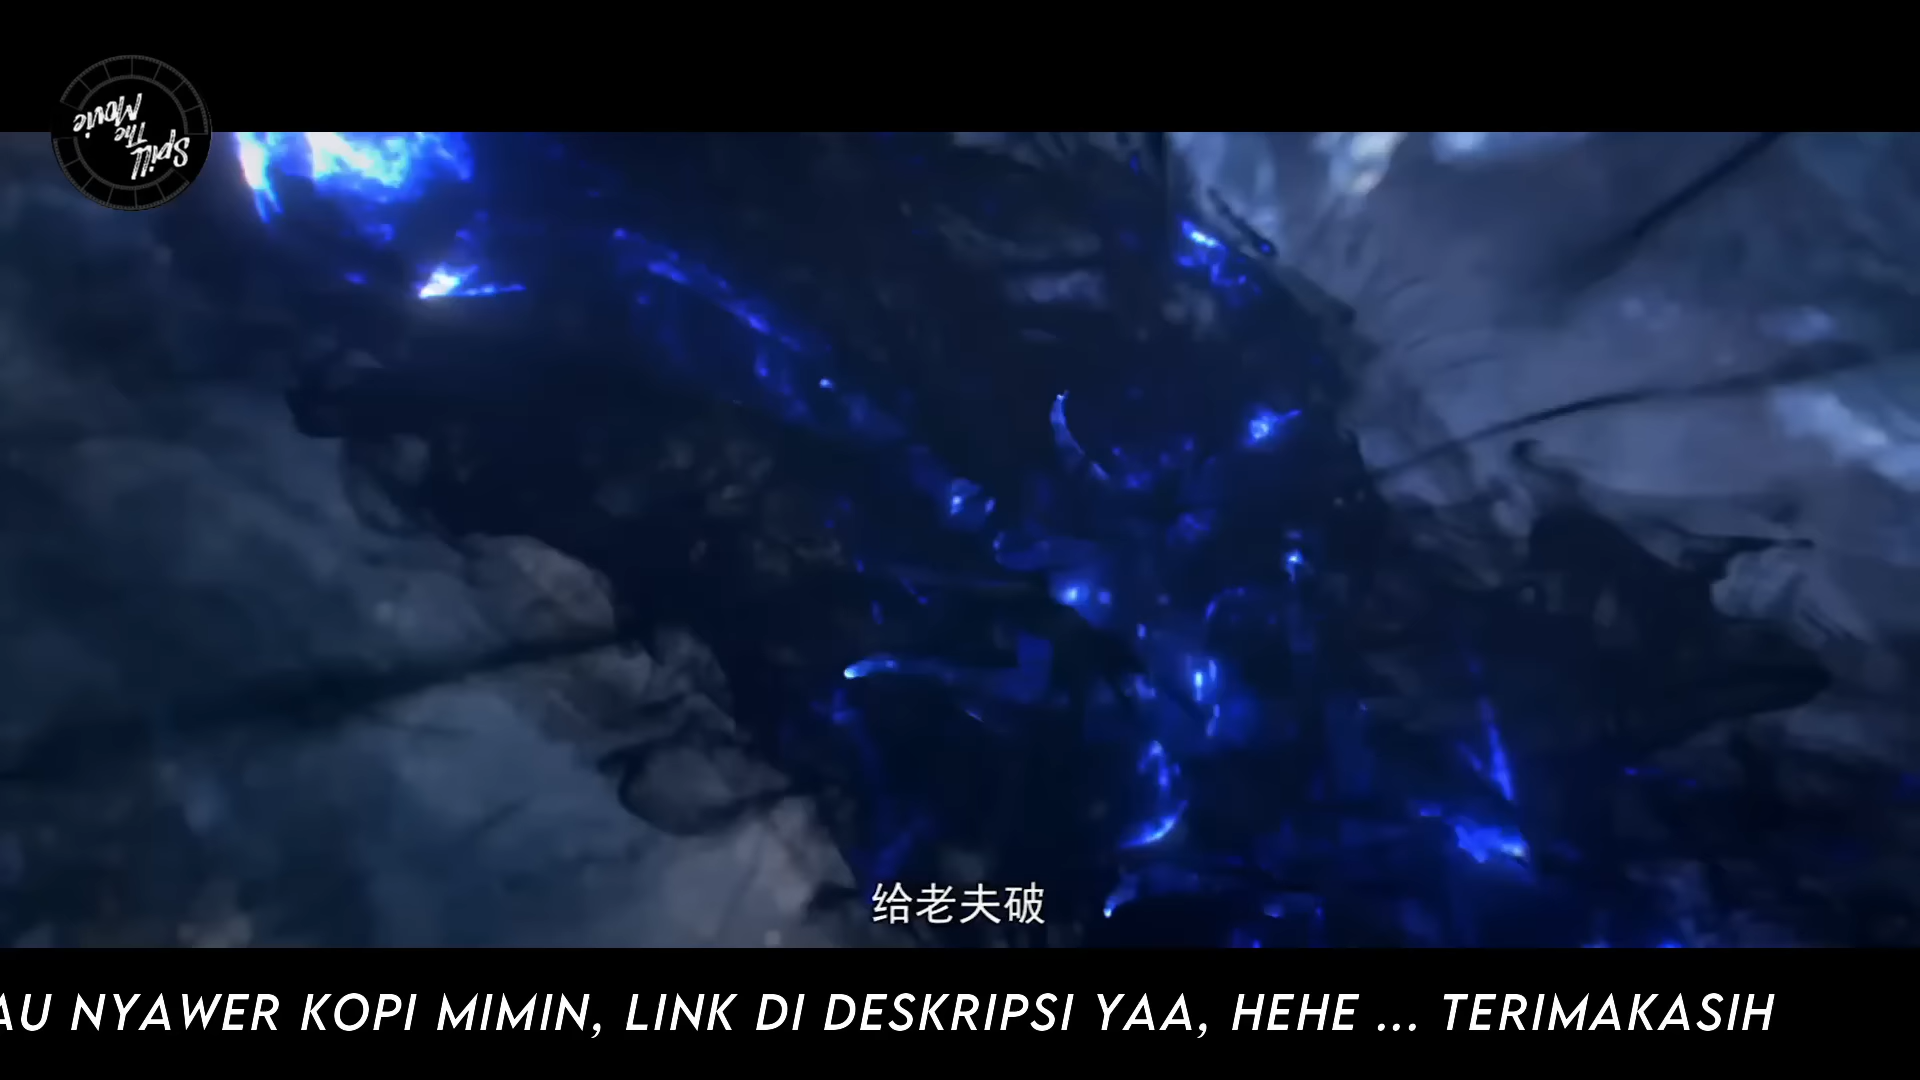 Spill
The
Movie
给老夫破
AU NYAWER KOPI MIMIN, LINK DI DESKRIPSI YAA, HEHE ... TERIMAKASIH